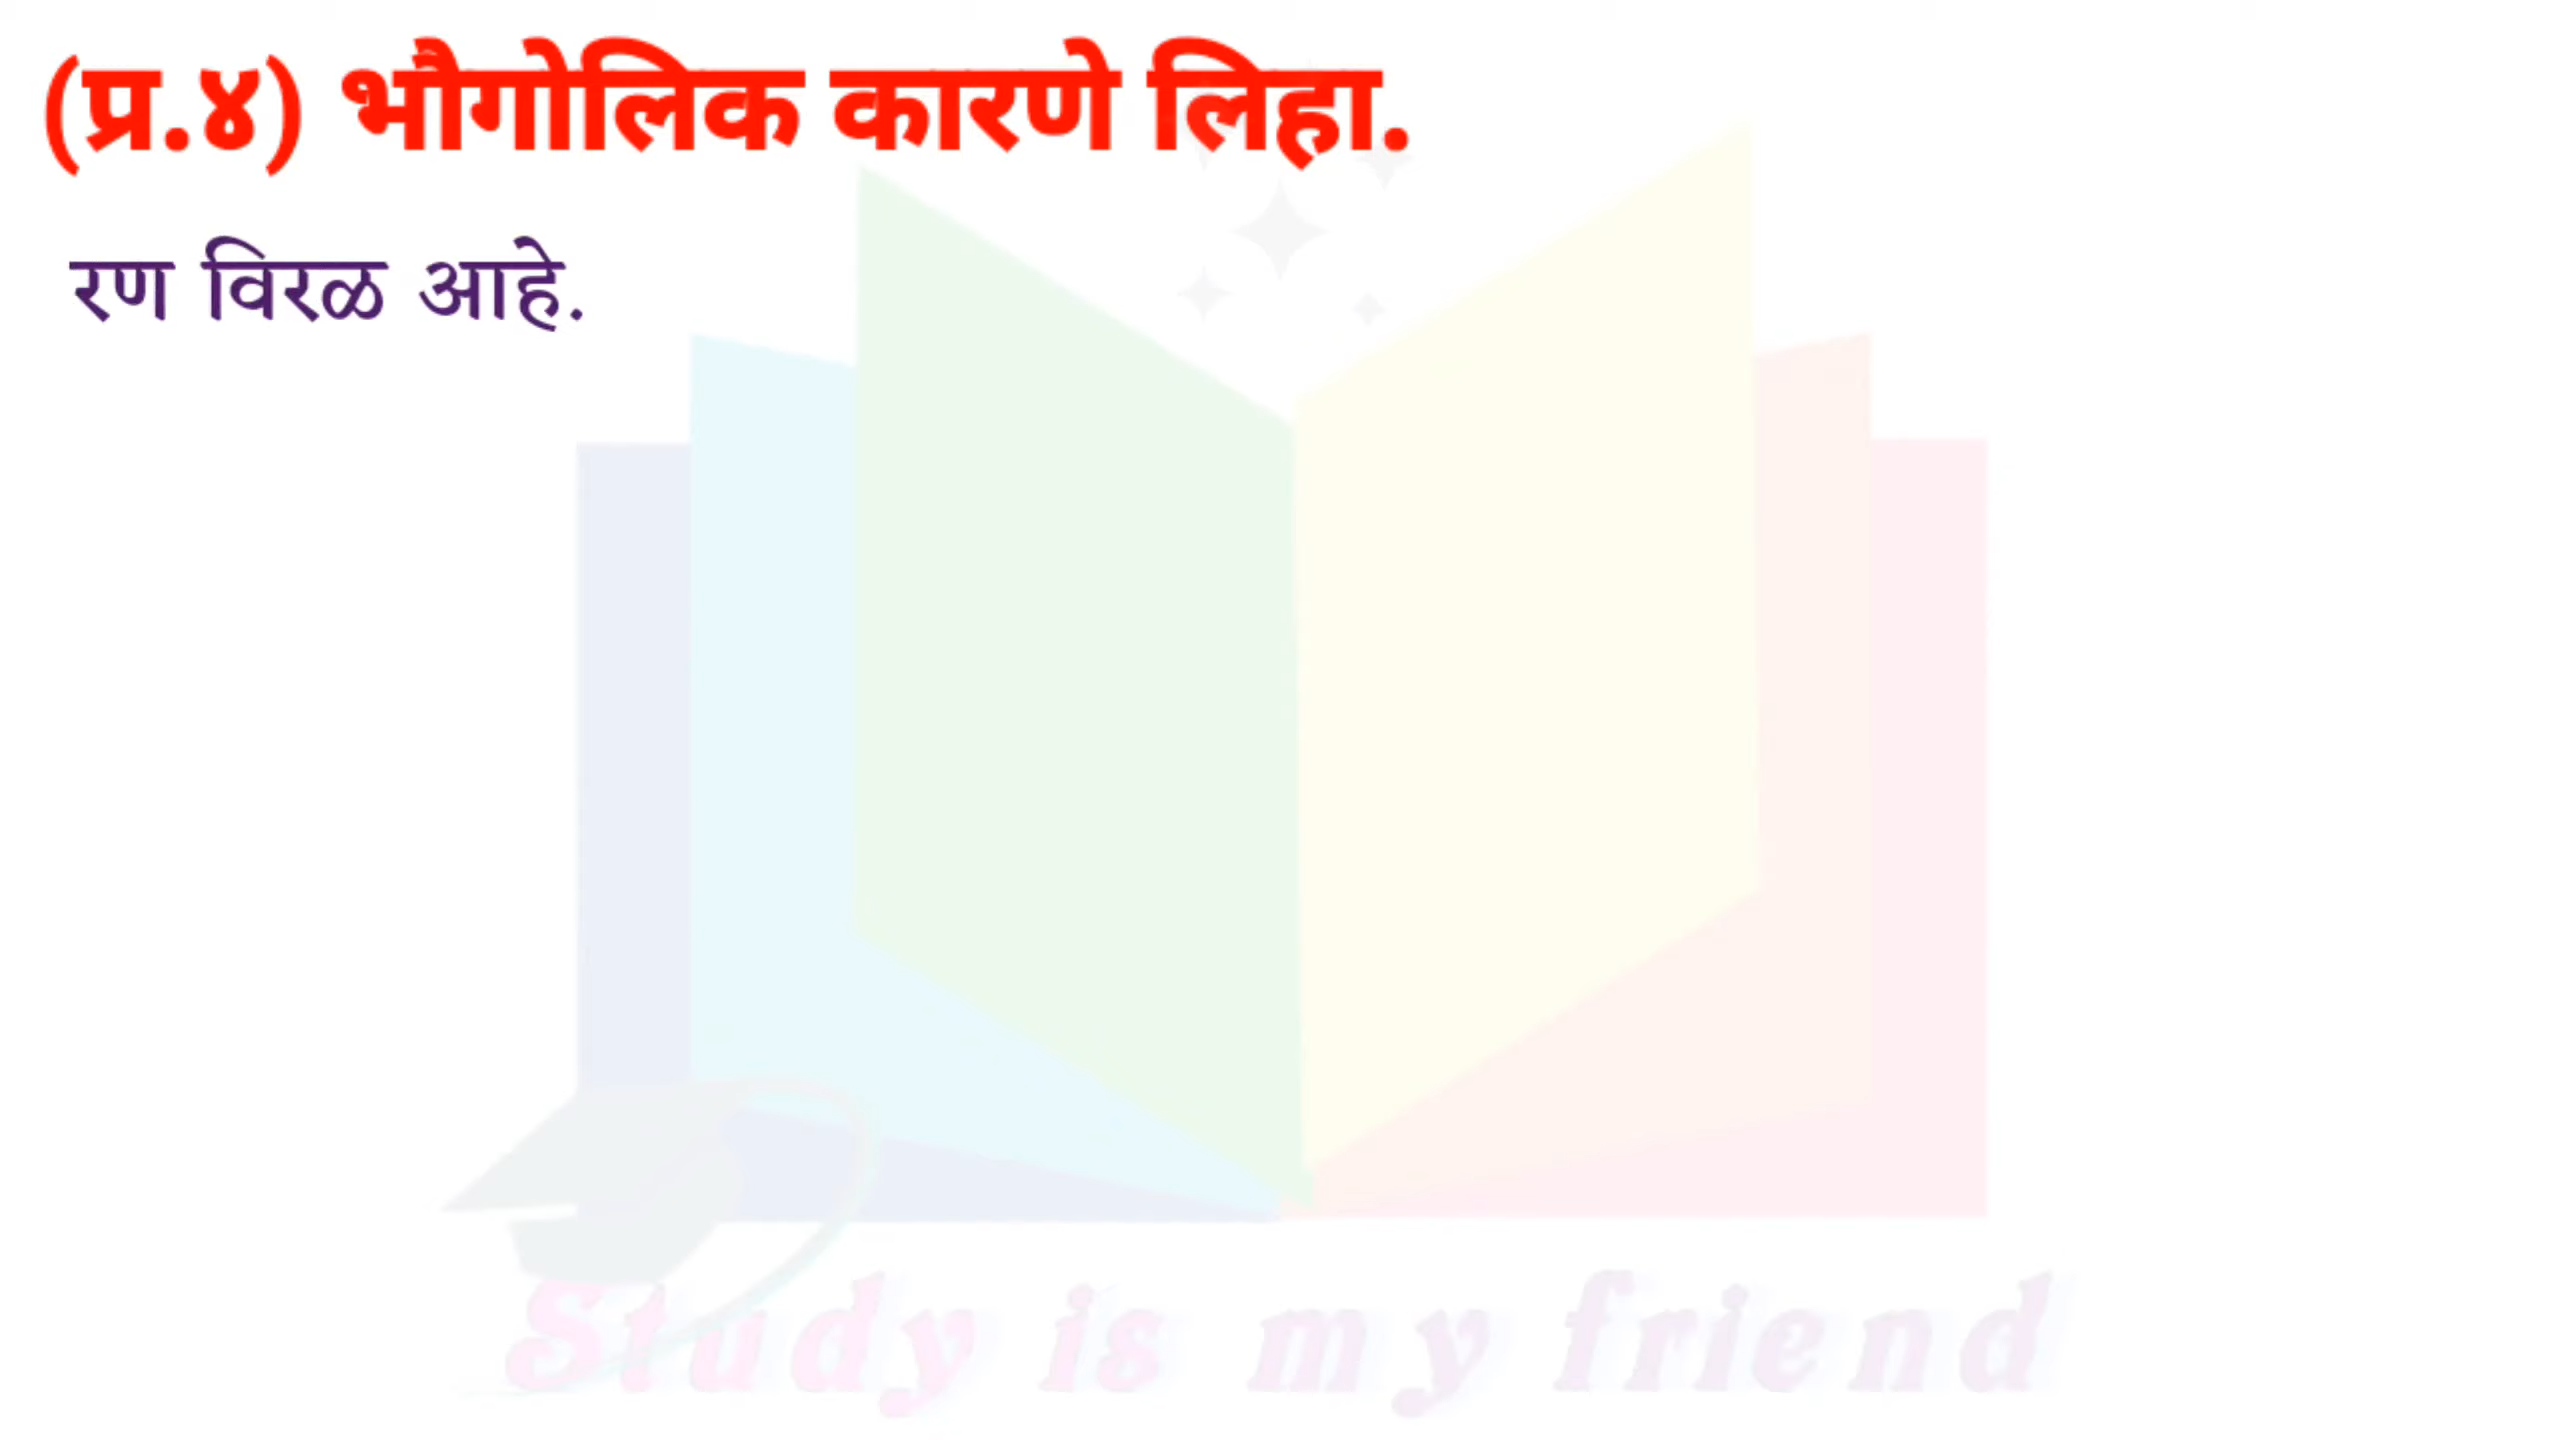 (प्र.४) भौगोलिक कारणे लिहा.
रण विरळ आहे.
Study is my friend